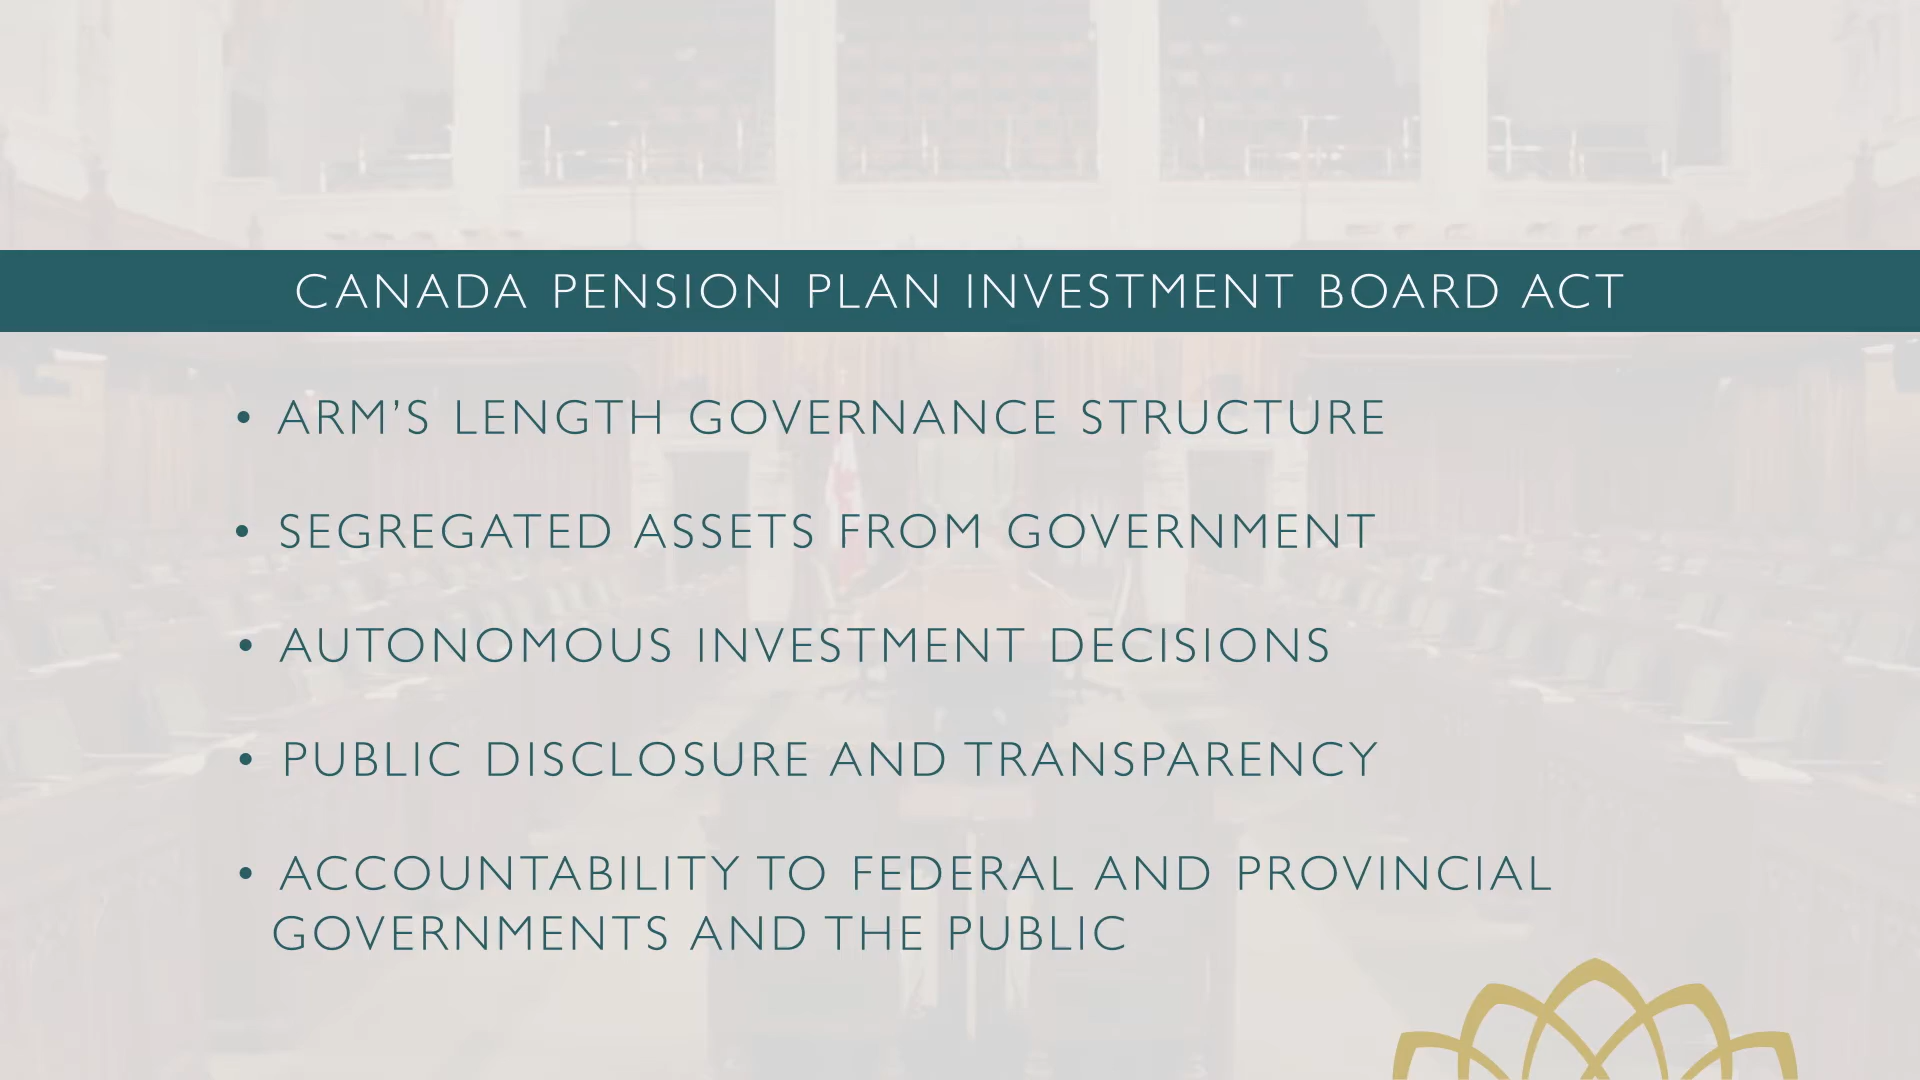 CANADA PENSION PLAN INVESTMENT BOARD ACT
• ARM’S LENGTH GOVERNANCE STRUCTURE
• SEGREGATED ASSETS FROM GOVERNMENT
• AUTONOMOUS INVESTMENT DECISIONS
• PUBLIC DISCLOSURE AND TRANSPARENCY
• ACCOUNTABILITY TO FEDERAL AND PROVINCIAL
GOVERNMENTS AND THE PUBLIC